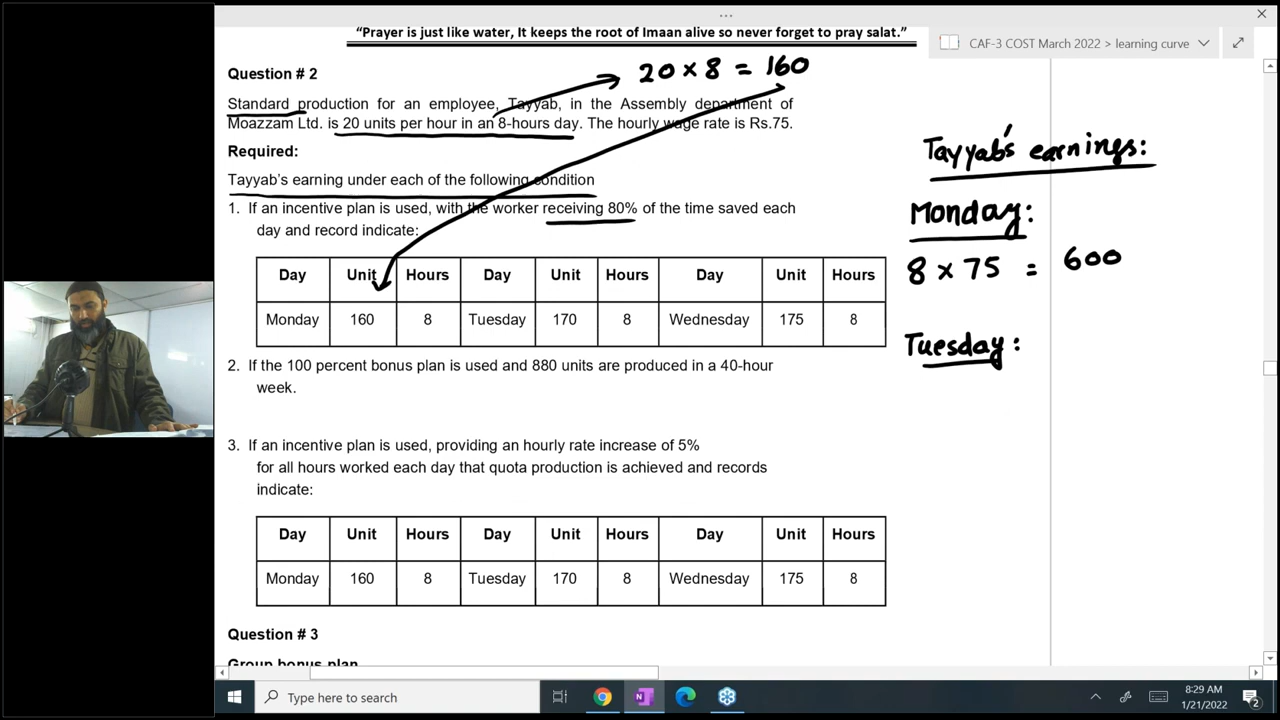 “Prayer is just like water, It keeps the root of Imaan alive so never forget to pray salat.”
CAF-3 COST March 2022 > learning curve
Question # 2
20 × 8 = 160
Standard production for an employee, Tayyab, in the Assembly department of
Moazzam Ltd. is 20 units per hour in an 8-hours day. The hourly wage rate is Rs.75.
Required:
Tayyab’s earning under each of the following condition
1. If an incentive plan is used, with the worker receiving 80% of the time saved each
day and record indicate:
Day Unit Hours Day Unit Hours Day Unit Hours
Monday 160 8 Tuesday 170 8 Wednesday 175 8
2. If the 100 percent bonus plan is used and 880 units are produced in a 40-hour
week.
3. If an incentive plan is used, providing an hourly rate increase of 5%
for all hours worked each day that quota production is achieved and records
indicate:
Day Unit Hours Day Unit Hours Day Unit Hours
Monday 160 8 Tuesday 170 8 Wednesday 175 8
Question # 3
Group bonus plan
Tayyab's earnings:
Monday:
8 × 75 = 600
Tuesday:
Type here to search
8:29 AM
1/21/2022
2